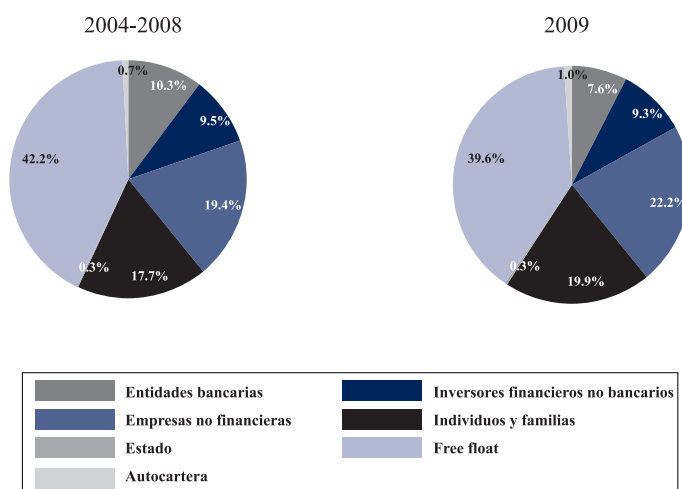 2004-2008
0.7%
10.3%
9.5%
42.2%
19.4%
0.3%
17.7%
2009
1.0%
7.6%
9.3%
39.6%
22.2%
0.3%
19.9%
Entidades bancarias
Inversores financieros no bancarios
Empresas no financieras
Individuos y familias
Estado
Free float
Autocartera